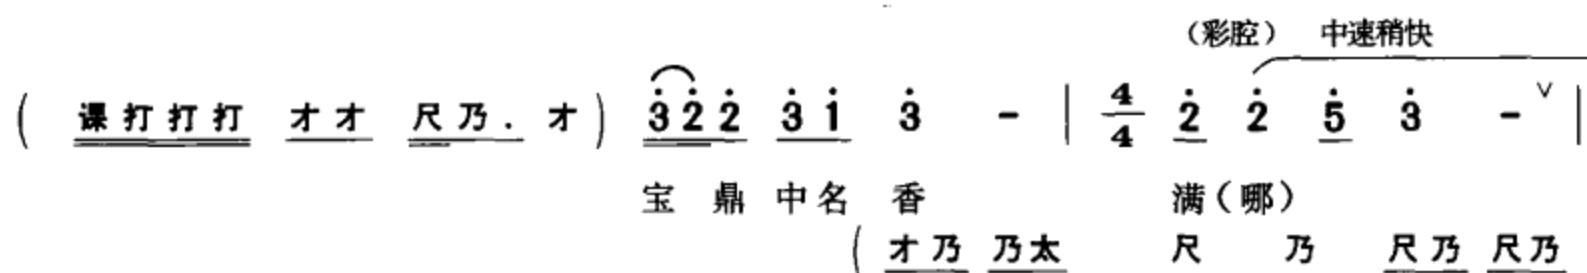 （彩腔） 中速稍快
( 课打打打 才才 尺乃. 才 ) 3 2 2 3 1 3 - | 4/4 2 2 5 3 - ∨ |
宝 鼎 中名 香 满（哪）
( 才乃 乃太 尺 乃 尺乃 尺乃